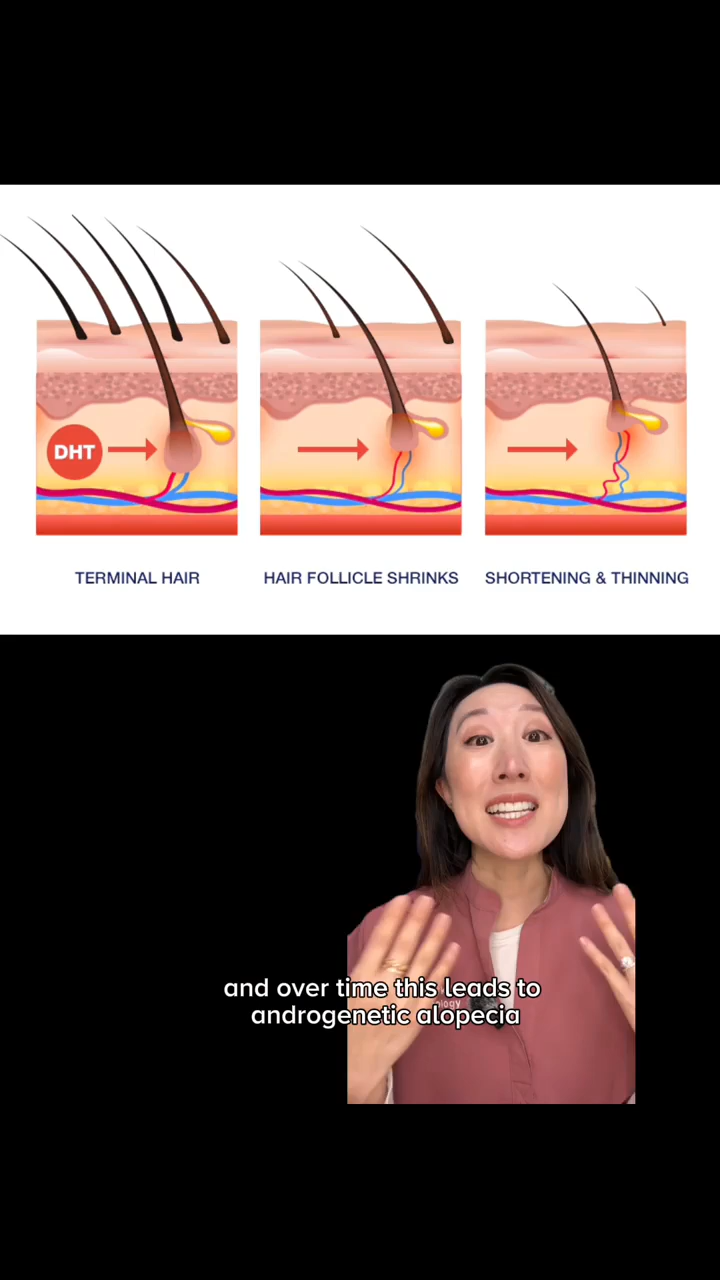 DHT
TERMINAL HAIR
HAIR FOLLICLE SHRINKS
SHORTENING & THINNING
and over time this leads to
androgenetic alopecia